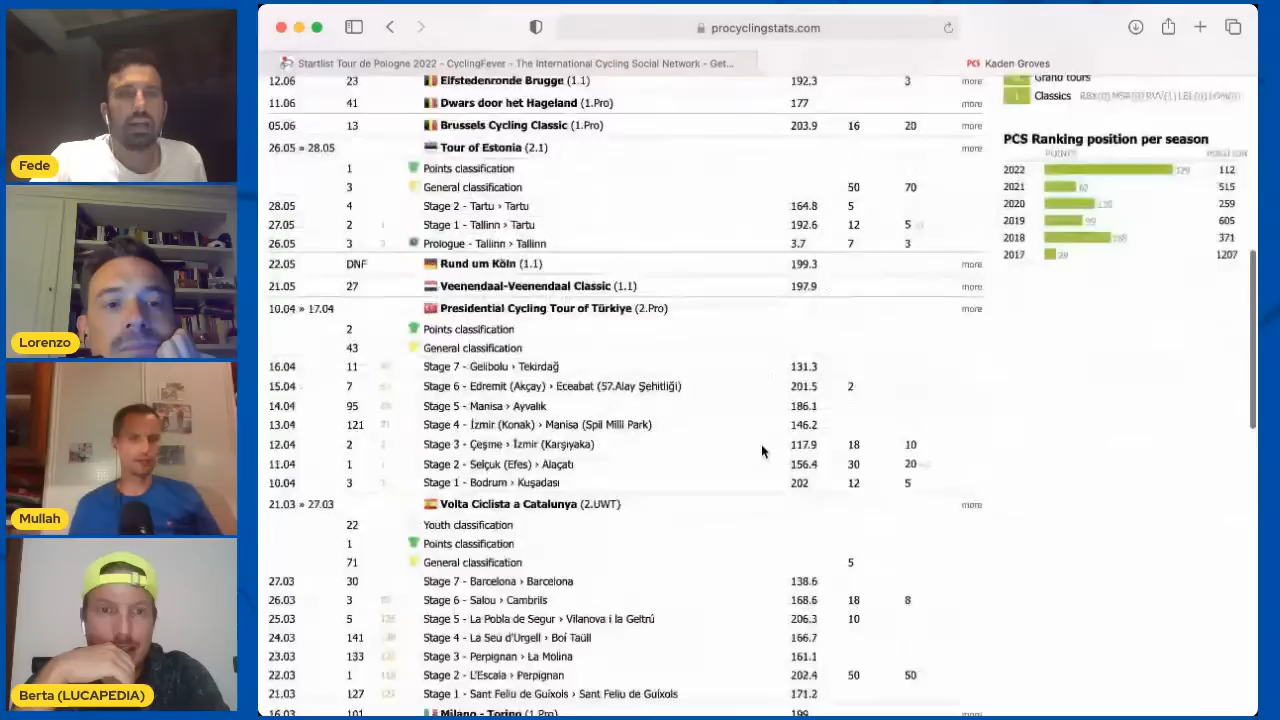 Fede
Lorenzo
Mullah
Berta (LUCAPEDIA)
procyclingstats.com
Startlist Tour de Pologne 2022 - CyclingFever - The International Cycling Social Network - Get...
PCS Kaden Groves
12.06 23 Elfstedenronde Brugge (1.1) 192.3 3 more
11.06 41 Dwars door het Hageland (1.Pro) 177 more
05.06 13 Brussels Cycling Classic (1.Pro) 203.9 16 20 more
26.05 » 28.05 Tour of Estonia (2.1) more
1 Points classification
3 General classification 50 70
28.05 4 Stage 2 - Tartu › Tartu 164.8 5
27.05 2 Stage 1 - Tallinn › Tartu 192.6 12 5
26.05 3 Prologue - Tallinn › Tallinn 3.7 7 3
22.05 DNF Rund um Köln (1.1) 199.3 more
21.05 27 Veenendaal-Veenendaal Classic (1.1) 197.9 more
10.04 » 17.04 Presidential Cycling Tour of Türkiye (2.Pro) more
2 Points classification
43 General classification
16.04 11 Stage 7 - Gelibolu › Tekirdağ 131.3
15.04 7 Stage 6 - Edremit (Akçay) › Eceabat (57.Alay Şehitliği) 201.5 2
14.04 95 Stage 5 - Manisa › Ayvalık 186.1
13.04 121 Stage 4 - İzmir (Konak) › Manisa (Spil Milli Park) 146.2
12.04 2 Stage 3 - Çeşme › İzmir (Karşıyaka) 117.9 18 10
11.04 1 Stage 2 - Selçuk (Efes) › Alaçatı 156.4 30 20
10.04 3 Stage 1 - Bodrum › Kuşadası 202 12 5
21.03 » 27.03 Volta Ciclista a Catalunya (2.UWT) more
22 Youth classification
1 Points classification
71 General classification 5
27.03 30 Stage 7 - Barcelona › Barcelona 138.6
26.03 3 Stage 6 - Salou › Cambrils 168.6 18 8
25.03 5 Stage 5 - La Pobla de Segur › Vilanova i la Geltrú 206.3 10
24.03 141 Stage 4 - La Seu d'Urgell › Boí Taüll 166.7
23.03 133 Stage 3 - Perpignan › La Molina 161.1
22.03 1 Stage 2 - L'Escala › Perpignan 202.4 50 50
21.03 127 Stage 1 - Sant Feliu de Guíxols › Sant Feliu de Guíxols 171.2
16.03 101 Milano - Torino (1.Pro) 199 more
Grand tours
1 Classics
PCS Ranking position per season
POINTS POSITION
2022 112
2021 515
2020 259
2019 605
2018 371
2017 1207